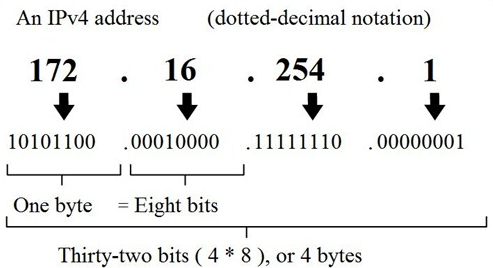 An IPv4 address (dotted-decimal notation)
172 . 16 . 254 . 1
10101100 .00010000 .11111110 .00000001
One byte = Eight bits
Thirty-two bits ( 4 * 8 ), or 4 bytes